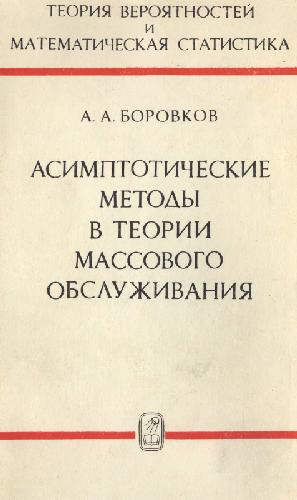 ТЕОРИЯ ВЕРОЯТНОСТЕЙ
И
МАТЕМАТИЧЕСКАЯ СТАТИСТИКА
А. А. БОРОВКОВ
АСИМПТОТИЧЕСКИЕ
МЕТОДЫ
В ТЕОРИИ
МАССОВОГО
ОБСЛУЖИВАНИЯ